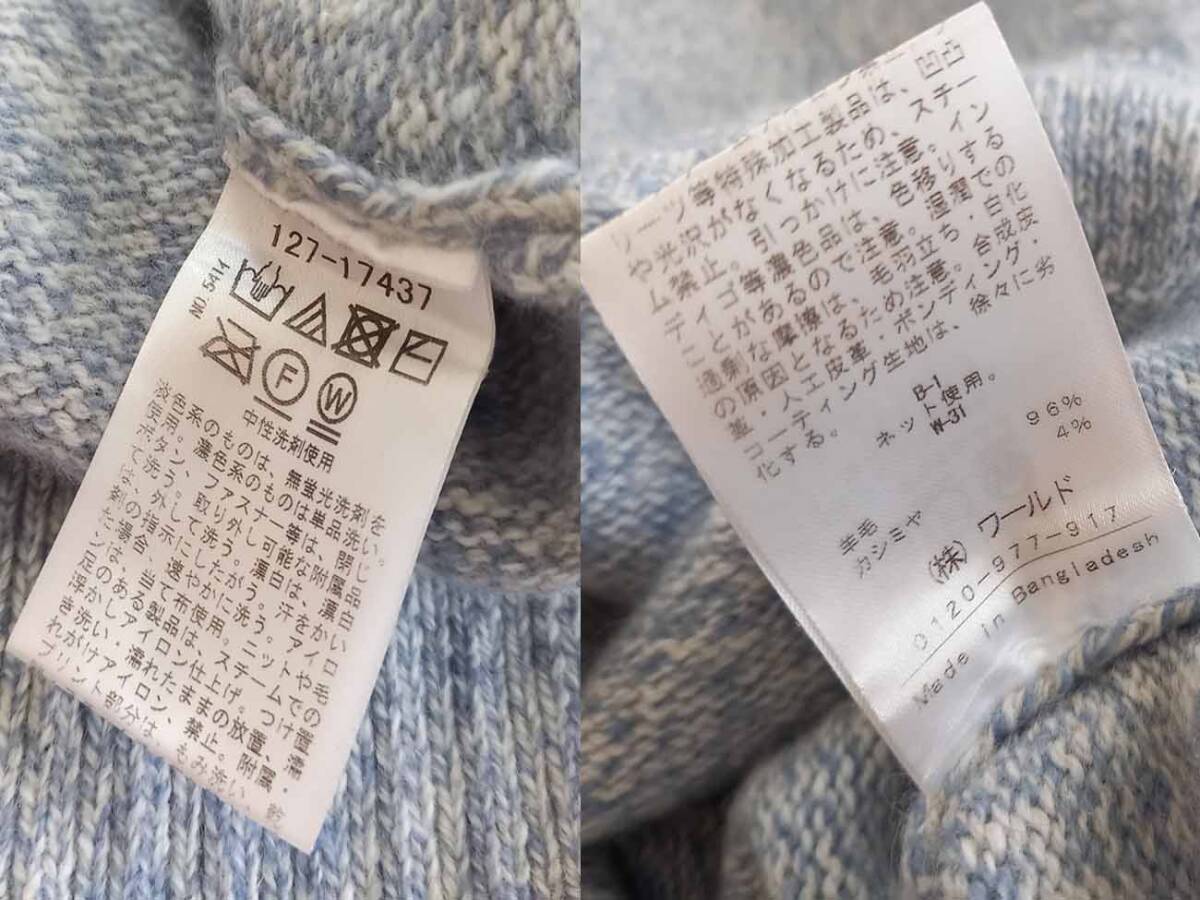 127-17437
NO. 5414
F
W
中性洗剤使用
淡色系のものは、無蛍光洗剤を
使用。濃色系のものは単品洗い。
ボタン、ファスナー等は、閉じ
て洗う。取り外し可能な附属品
は、外して洗う。漂白は、漂白
剤の指示にしたがう。汗をかい
た場合、速やかに洗う。アイロ
ンは、当て布使用。ニットや毛
足のある製品は、スチームでの
浮かしアイロン仕上げ。つけ置
き洗い、濡れたままの放置、濡
れがけアイロン、禁止。附属・
プリント部分は、もみ洗い、
リーツ等特殊加工製品は、凹凸
や光沢がなくなるため、スチー
ム禁止。引っかけに注意。イン
ディゴ等濃色品は、色移りする
ことがあるので注意。湿潤での
過剰な摩擦は、毛羽立ち・白化
の原因となるため注意。合成皮
革・人工皮革・ボンディング・
コーティング生地は、徐々に劣
化する。
B-1
ネット使用。
W-31
羊毛 96%
カシミヤ 4%
(株) ワールド
0120-977-917
Made in Bangladesh